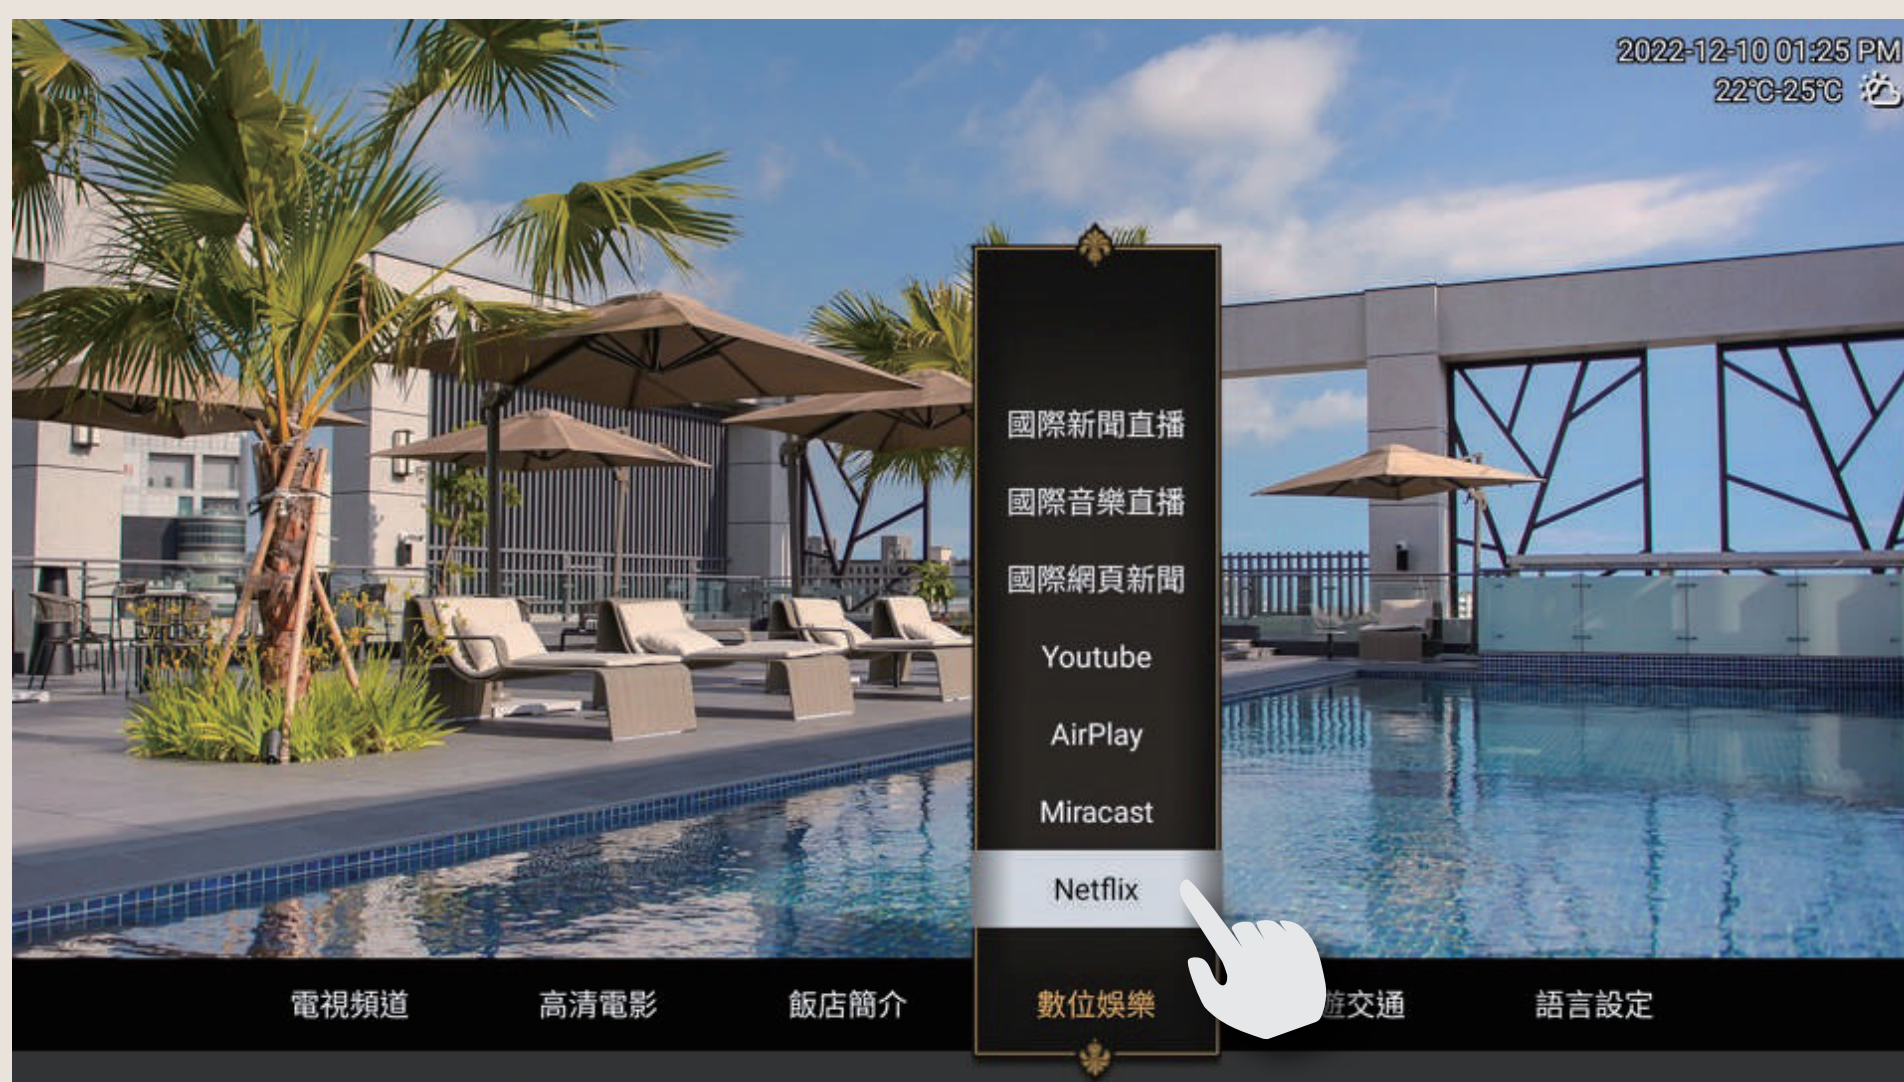 2022-12-10 01:25 PM
22°C-25°C
國際新聞直播
國際音樂直播
國際網頁新聞
Youtube
AirPlay
Miracast
Netflix
電視頻道 高清電影 飯店簡介 數位娛樂 遊交通 語言設定